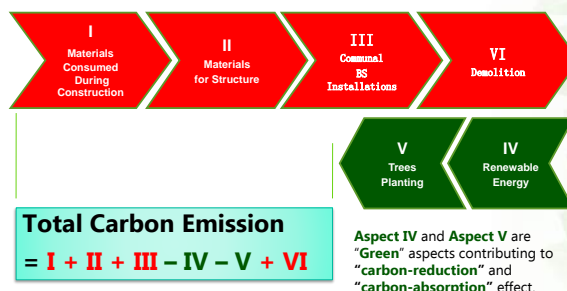 I
Materials
Consumed
During
Construction
II
Materials
for Structure
III
Communal
BS
Installations
VI
Demolition
V
Trees
Planting
IV
Renewable
Energy
Total Carbon Emission
= I + II + III – IV – V + VI
Aspect IV and Aspect V are
"Green" aspects contributing to
"carbon-reduction" and
"carbon-absorption" effect.